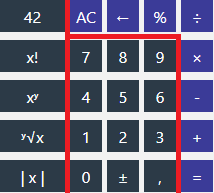 42 AC ← % ÷
x! 7 8 9 ×
xʸ 4 5 6 -
ʸ√x 1 2 3 +
|x| 0 ± , =